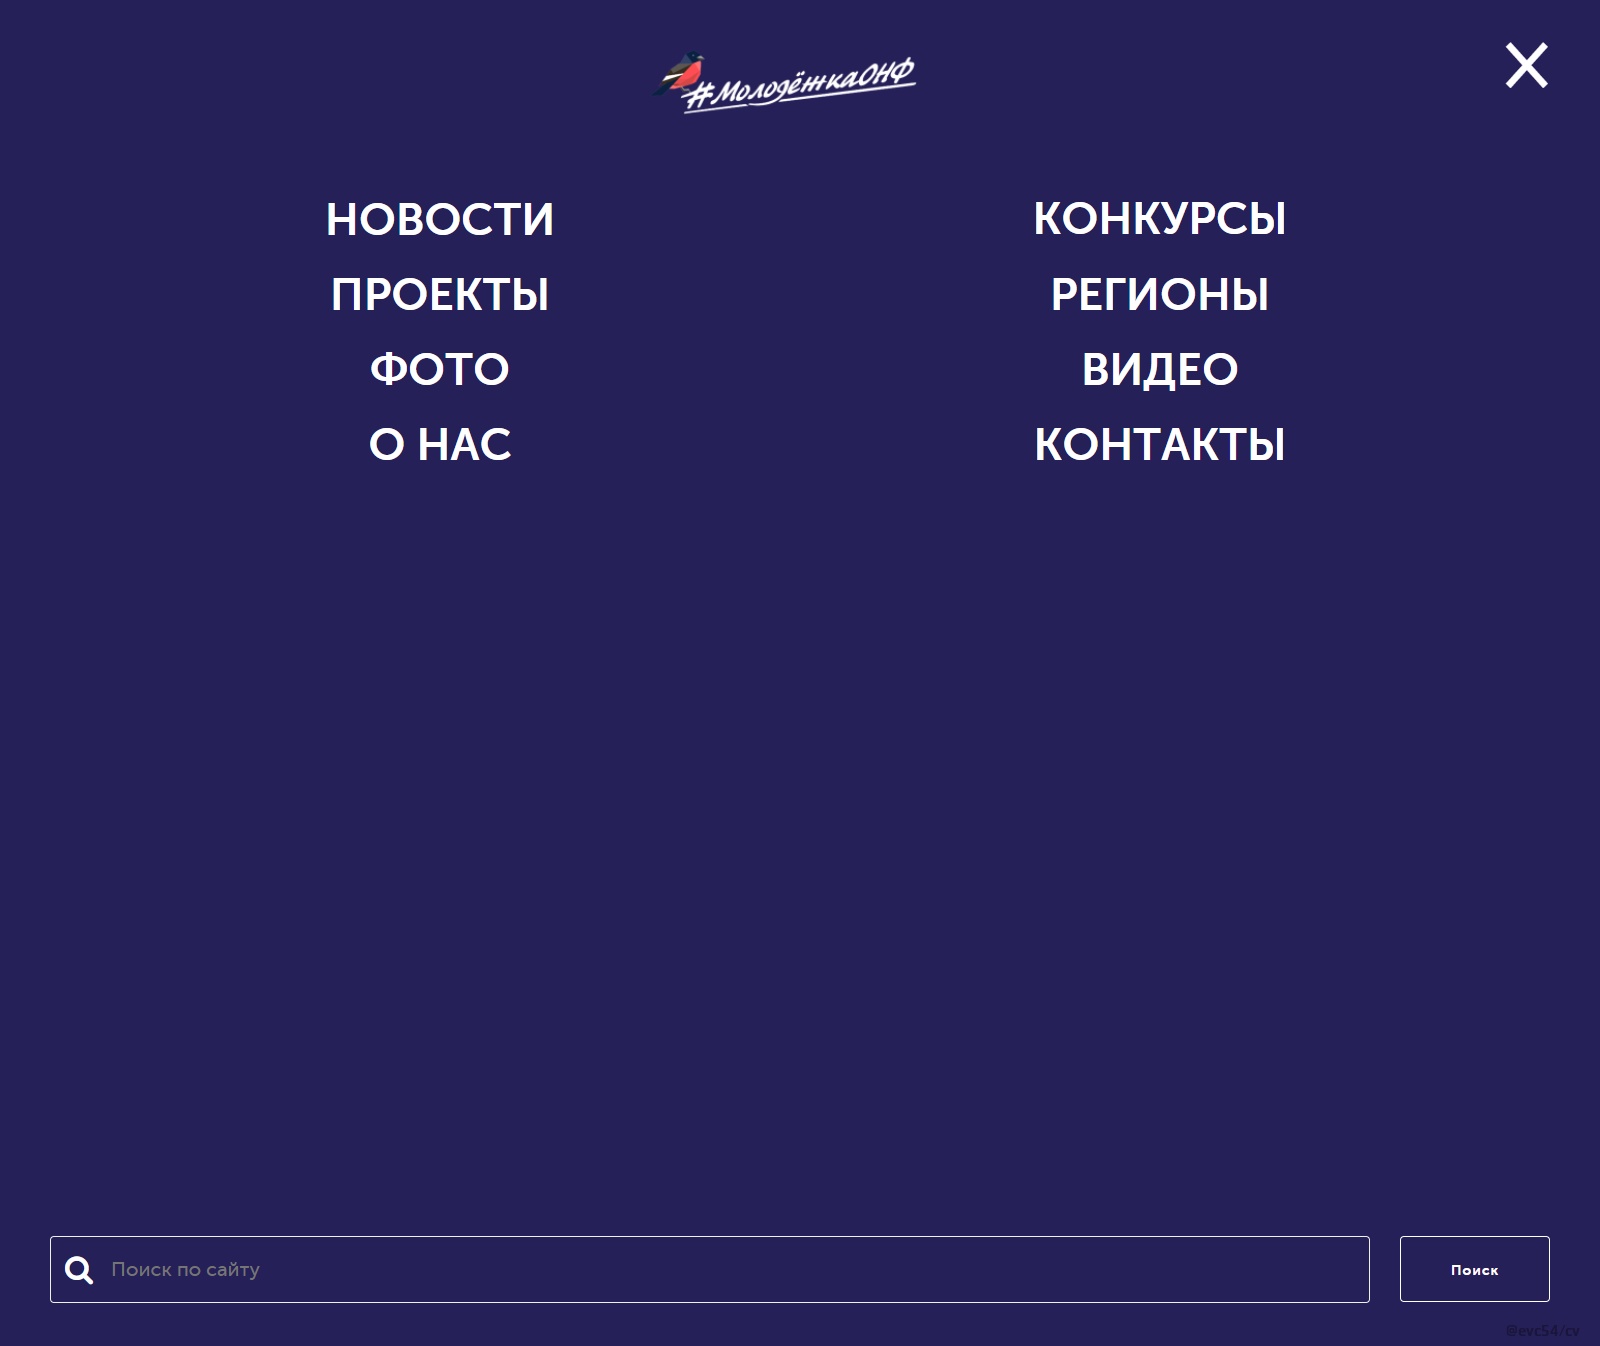 #МолодёжкаОНФ
НОВОСТИ
КОНКУРСЫ
ПРОЕКТЫ
РЕГИОНЫ
ФОТО
ВИДЕО
О НАС
КОНТАКТЫ
Поиск по сайту
Поиск
@evc54/cv